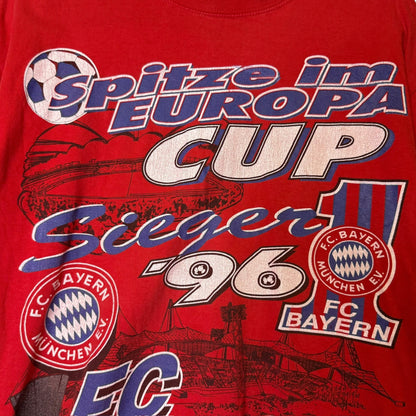 Spitze im
EUROPA
CUP
Sieger
'96
1
F.C. BAYERN
MÜNCHEN E.V.
FC
BAYERN
F.C. BAYERN
MÜNCHEN E.V.
FC